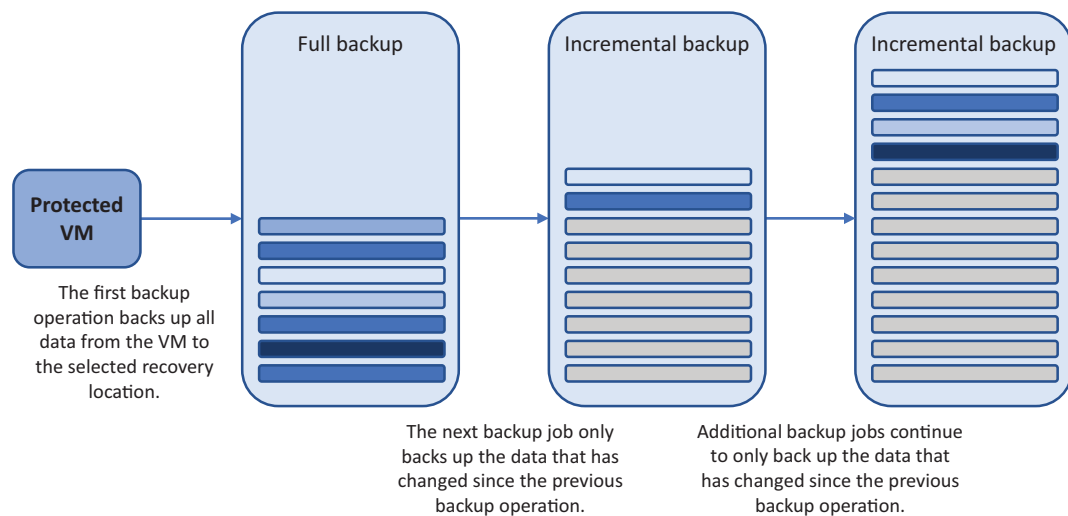 Full backup
Incremental backup
Incremental backup
Protected
VM
The first backup
operation backs up all
data from the VM to
the selected recovery
location.
The next backup job only
backs up the data that has
changed since the previous
backup operation.
Additional backup jobs continue
to only back up the data that
has changed since the previous
backup operation.